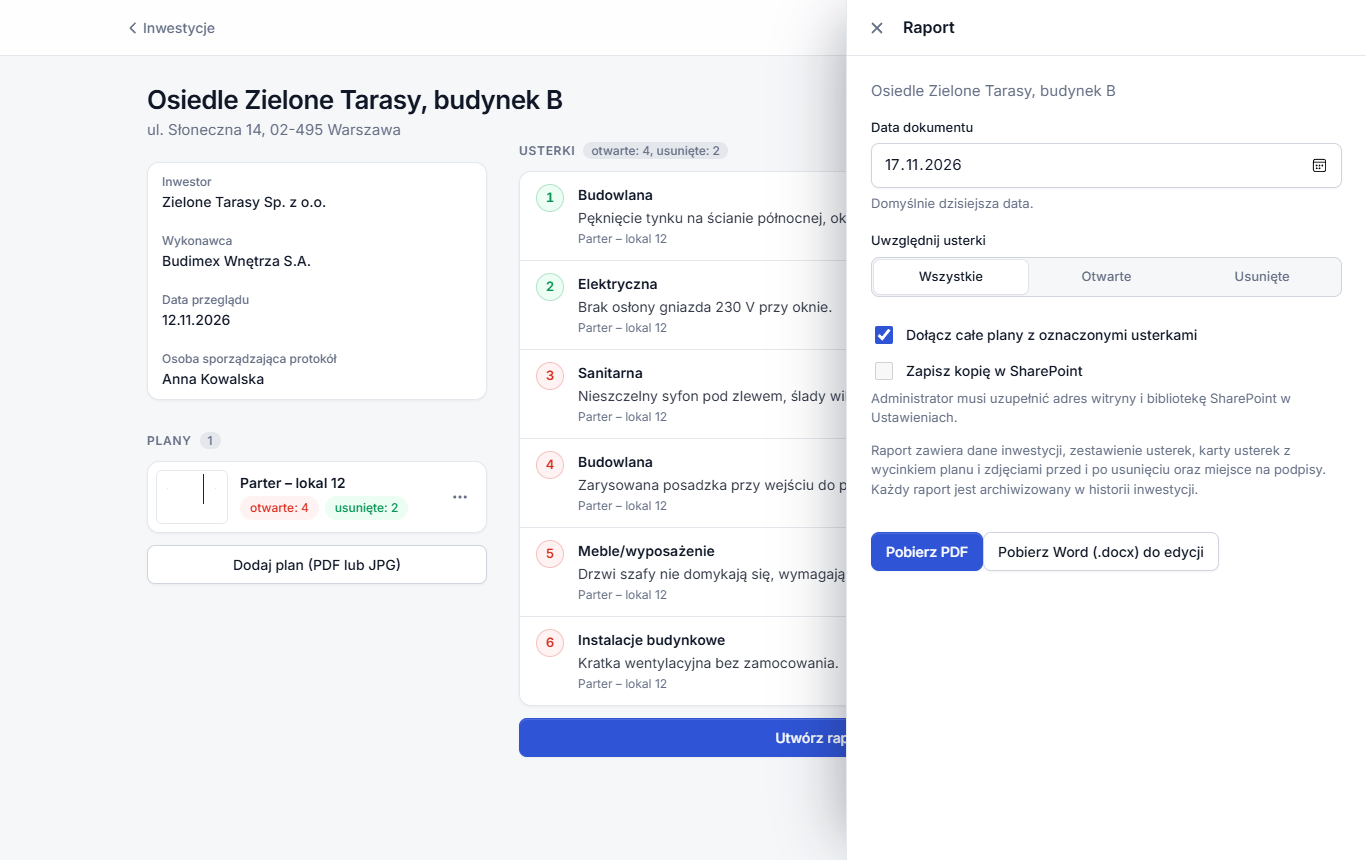 Inwestycje
Osiedle Zielone Tarasy, budynek B
ul. Słoneczna 14, 02-495 Warszawa
Inwestor
Zielone Tarasy Sp. z o.o.
Wykonawca
Budimex Wnętrza S.A.
Data przeglądu
12.11.2026
Osoba sporządzająca protokół
Anna Kowalska
PLANY 1
Parter – lokal 12
otwarte: 4 usunięte: 2
Dodaj plan (PDF lub JPG)
USTERKI otwarte: 4, usunięte: 2
1 Budowlana
Pęknięcie tynku na ścianie północnej, ok
Parter – lokal 12
2 Elektryczna
Brak osłony gniazda 230 V przy oknie.
Parter – lokal 12
3 Sanitarna
Nieszczelny syfon pod zlewem, ślady wi
Parter – lokal 12
4 Budowlana
Zarysowana posadzka przy wejściu do p
Parter – lokal 12
5 Meble/wyposażenie
Drzwi szafy nie domykają się, wymagają
Parter – lokal 12
6 Instalacje budynkowe
Kratka wentylacyjna bez zamocowania.
Parter – lokal 12
Utwórz rap
Raport
Osiedle Zielone Tarasy, budynek B
Data dokumentu
17.11.2026
Domyślnie dzisiejsza data.
Uwzględnij usterki
Wszystkie Otwarte Usunięte
Dołącz całe plany z oznaczonymi usterkami
Zapisz kopię w SharePoint
Administrator musi uzupełnić adres witryny i bibliotekę SharePoint w
Ustawieniach.
Raport zawiera dane inwestycji, zestawienie usterek, karty usterek z
wycinkiem planu i zdjęciami przed i po usunięciu oraz miejsce na podpisy.
Każdy raport jest archiwizowany w historii inwestycji.
Pobierz PDF Pobierz Word (.docx) do edycji